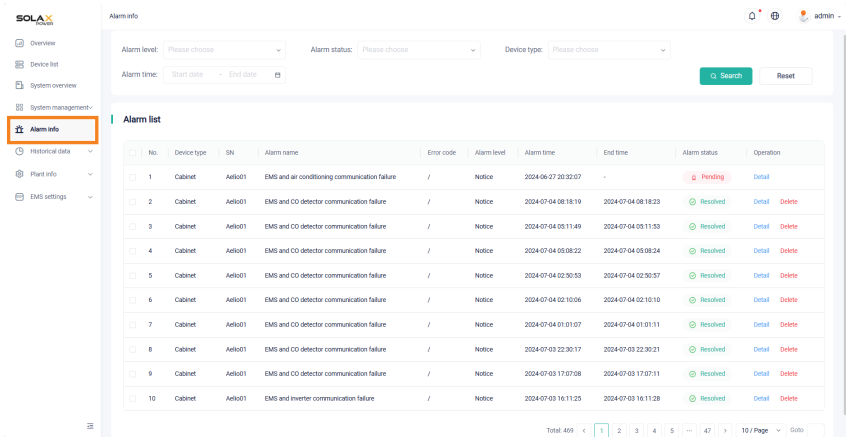 SOLAX
POWER
Alarm info
admin
Overview
Device list
System overview
System management
Alarm info
Historical data
Plant info
EMS settings
Alarm level: Please choose Alarm status: Please choose Device type: Please choose
Alarm time: Start date - End date Search Reset
Alarm list
No. Device type SN Alarm name Error code Alarm level Alarm time End time Alarm status Operation
1 Cabinet Aelio01 EMS and air conditioning communication failure / Notice 2024-06-27 20:32:07 - Pending Detail
2 Cabinet Aelio01 EMS and CO detector communication failure / Notice 2024-07-04 08:18:19 2024-07-04 08:18:23 Resolved Detail Delete
3 Cabinet Aelio01 EMS and CO detector communication failure / Notice 2024-07-04 05:11:49 2024-07-04 05:11:53 Resolved Detail Delete
4 Cabinet Aelio01 EMS and CO detector communication failure / Notice 2024-07-04 05:08:22 2024-07-04 05:08:24 Resolved Detail Delete
5 Cabinet Aelio01 EMS and CO detector communication failure / Notice 2024-07-04 02:50:53 2024-07-04 02:50:57 Resolved Detail Delete
6 Cabinet Aelio01 EMS and CO detector communication failure / Notice 2024-07-04 02:10:06 2024-07-04 02:10:10 Resolved Detail Delete
7 Cabinet Aelio01 EMS and CO detector communication failure / Notice 2024-07-04 01:01:07 2024-07-04 01:01:11 Resolved Detail Delete
8 Cabinet Aelio01 EMS and CO detector communication failure / Notice 2024-07-03 22:30:17 2024-07-03 22:30:21 Resolved Detail Delete
9 Cabinet Aelio01 EMS and CO detector communication failure / Notice 2024-07-03 17:07:08 2024-07-03 17:07:11 Resolved Detail Delete
10 Cabinet Aelio01 EMS and inverter communication failure / Notice 2024-07-03 16:11:25 2024-07-03 16:11:28 Resolved Detail Delete
Total: 469 < 1 2 3 4 5 ··· 47 > 10 / Page Goto